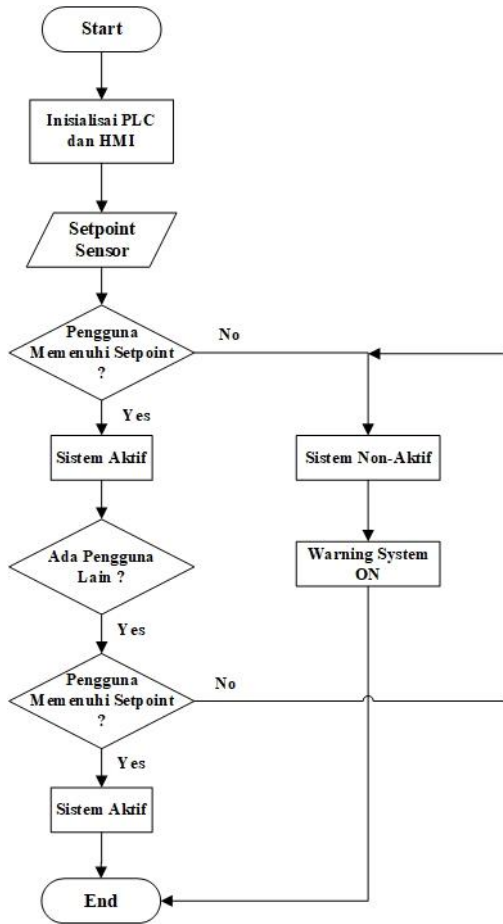 Start
Inisialisai PLC
dan HMI
Setpoint
Sensor
Pengguna
Memenuhi Setpoint
?
No
Yes
Sistem Aktif
Sistem Non-Aktif
Ada Pengguna
Lain ?
Warning System
ON
Yes
Pengguna
Memenuhi Setpoint
?
No
Yes
Sistem Aktif
End